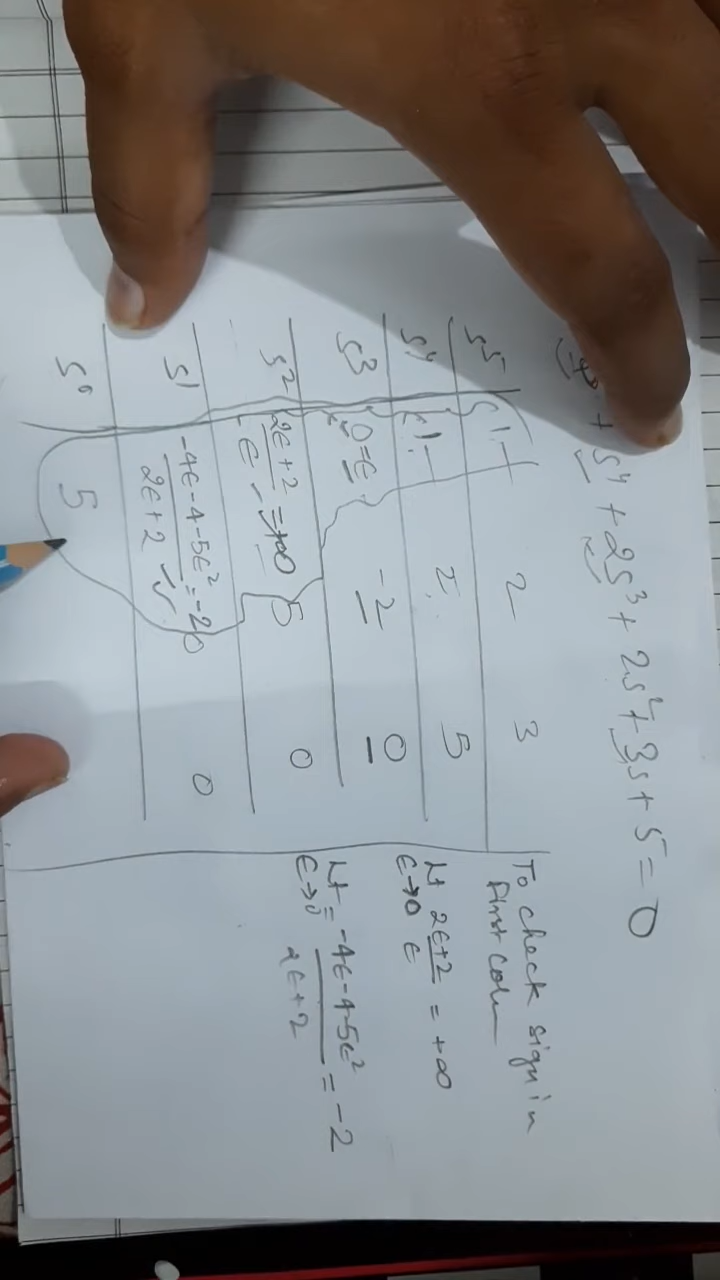 + s⁴ + 2s³ + 2s² + 3s + 5 = 0
s⁵ 1 2 3
s⁴ 1 2 5
s³ 0=ϵ -2 0
s² 2ϵ+2/ϵ = +∞ 5 0
s¹ -4ϵ-4-5ϵ²/2ϵ+2 = -2 0 0
s⁰ 5
To check sign in
first colm
Lt ϵ→0 2ϵ+2/ϵ = +∞
Lt ϵ→0 = -4ϵ-4-5ϵ²/2ϵ+2 = -2